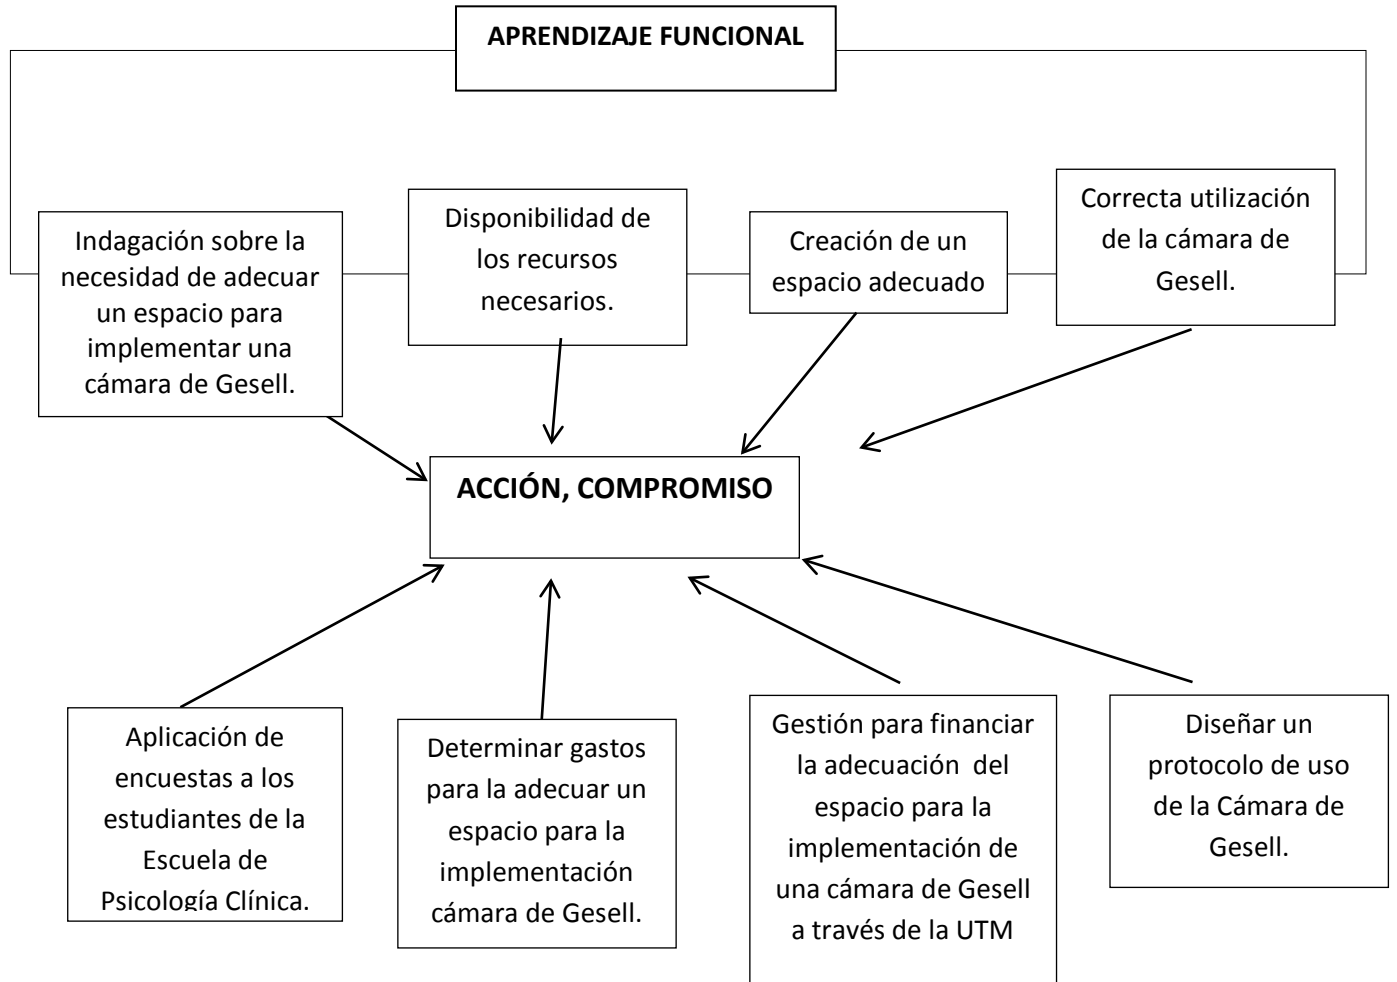 APRENDIZAJE FUNCIONAL
Indagación sobre la
necesidad de adecuar
un espacio para
implementar una
cámara de Gesell.
Disponibilidad de
los recursos
necesarios.
Creación de un
espacio adecuado
Correcta utilización
de la cámara de
Gesell.
ACCIÓN, COMPROMISO
Aplicación de
encuestas a los
estudiantes de la
Escuela de
Psicología Clínica.
Determinar gastos
para la adecuar un
espacio para la
implementación
cámara de Gesell.
Gestión para financiar
la adecuación del
espacio para la
implementación de
una cámara de Gesell
a través de la UTM
Diseñar un
protocolo de uso
de la Cámara de
Gesell.